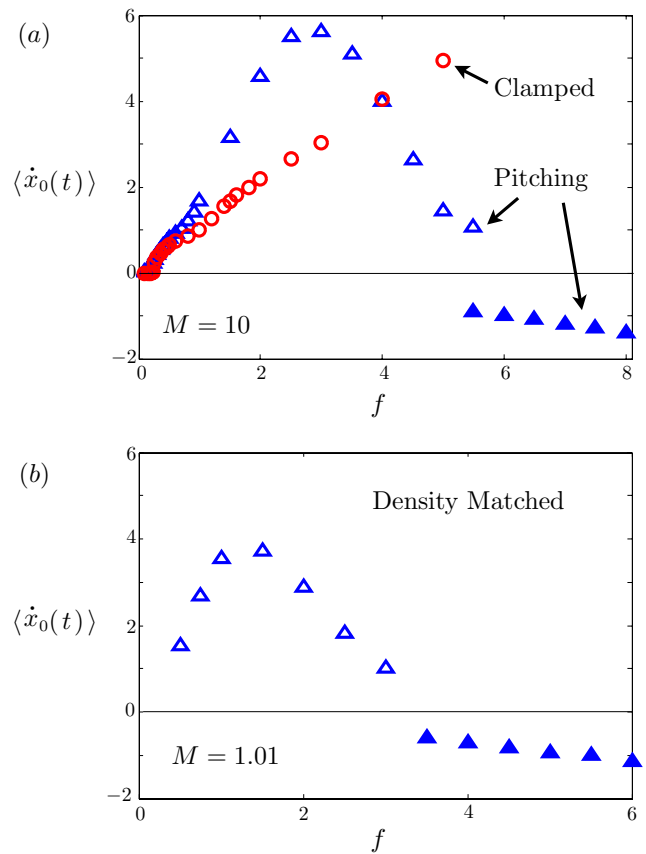 (a)
6
4
2
0
−2
⟨ẋ₀(t)⟩
Clamped
Pitching
M = 10
0 2 4 6 8
f
(b)
6
4
2
0
−2
⟨ẋ₀(t)⟩
Density Matched
M = 1.01
0 2 4 6
f